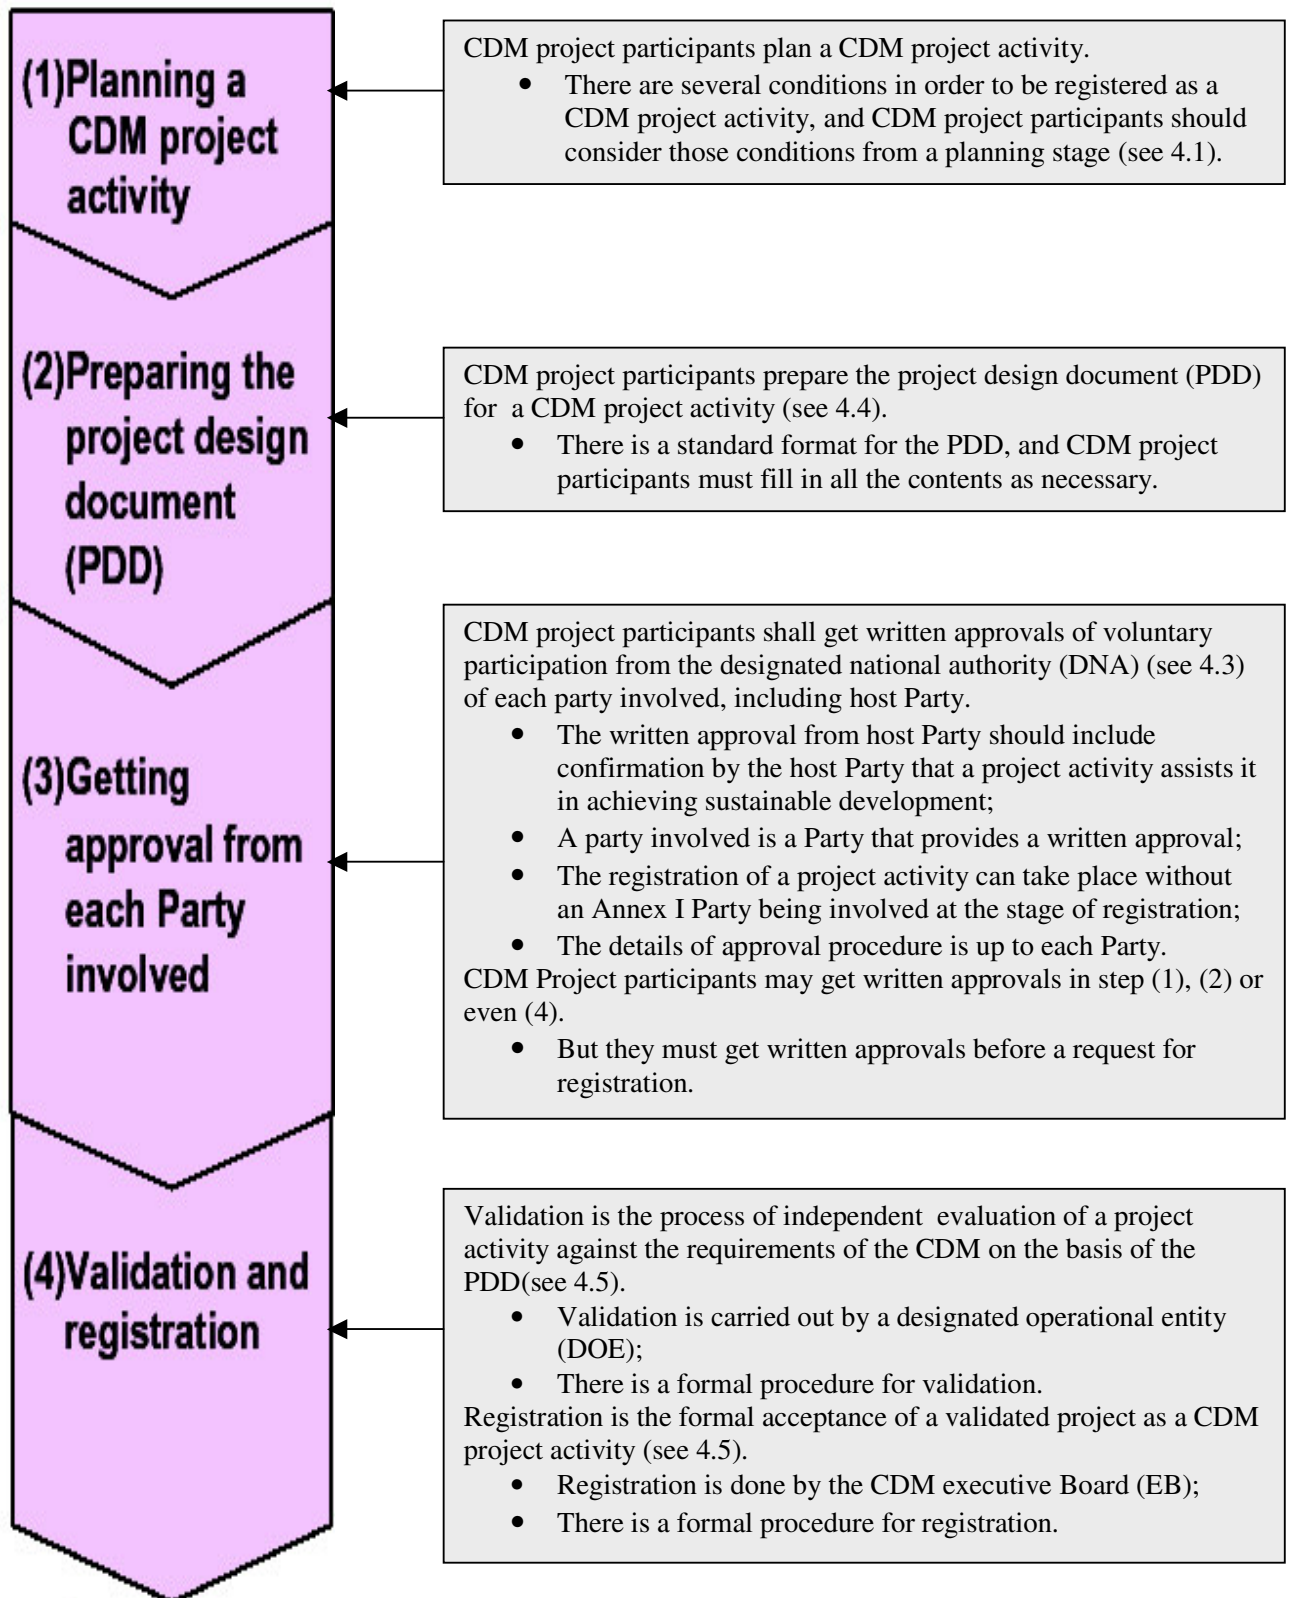 (1)Planning a
CDM project
activity
CDM project participants plan a CDM project activity.
• There are several conditions in order to be registered as a
CDM project activity, and CDM project participants should
consider those conditions from a planning stage (see 4.1).
(2)Preparing the
project design
document
(PDD)
CDM project participants prepare the project design document (PDD)
for a CDM project activity (see 4.4).
• There is a standard format for the PDD, and CDM project
participants must fill in all the contents as necessary.
(3)Getting
approval from
each Party
involved
CDM project participants shall get written approvals of voluntary
participation from the designated national authority (DNA) (see 4.3)
of each party involved, including host Party.
• The written approval from host Party should include
confirmation by the host Party that a project activity assists it
in achieving sustainable development;
• A party involved is a Party that provides a written approval;
• The registration of a project activity can take place without
an Annex I Party being involved at the stage of registration;
• The details of approval procedure is up to each Party.
CDM Project participants may get written approvals in step (1), (2) or
even (4).
• But they must get written approvals before a request for
registration.
(4)Validation and
registration
Validation is the process of independent evaluation of a project
activity against the requirements of the CDM on the basis of the
PDD(see 4.5).
• Validation is carried out by a designated operational entity
(DOE);
• There is a formal procedure for validation.
Registration is the formal acceptance of a validated project as a CDM
project activity (see 4.5).
• Registration is done by the CDM executive Board (EB);
• There is a formal procedure for registration.